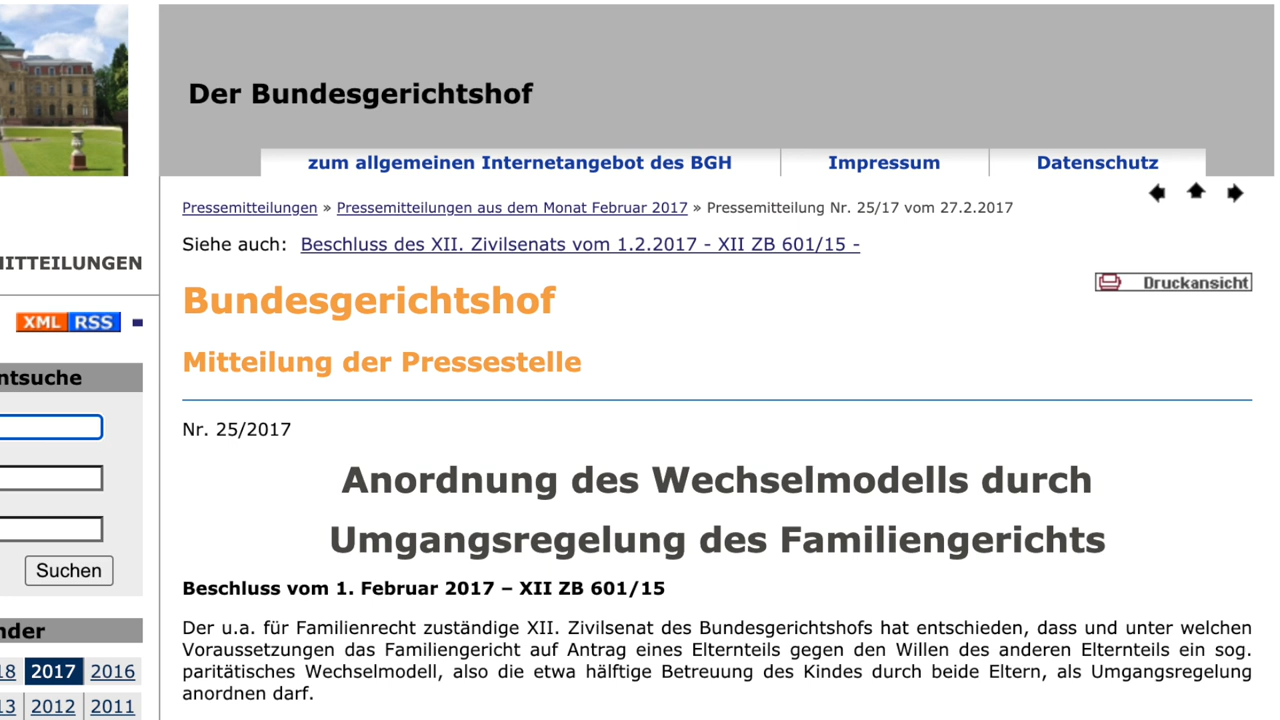 Der Bundesgerichtshof
zum allgemeinen Internetangebot des BGH
Impressum
Datenschutz
Pressemitteilungen » Pressemitteilungen aus dem Monat Februar 2017 » Pressemitteilung Nr. 25/17 vom 27.2.2017
Siehe auch: Beschluss des XII. Zivilsenats vom 1.2.2017 - XII ZB 601/15 -
Druckansicht
Bundesgerichtshof
Mitteilung der Pressestelle
Nr. 25/2017
Anordnung des Wechselmodells durch
Umgangsregelung des Familiengerichts
Beschluss vom 1. Februar 2017 – XII ZB 601/15
Der u.a. für Familienrecht zuständige XII. Zivilsenat des Bundesgerichtshofs hat entschieden, dass und unter welchen
Voraussetzungen das Familiengericht auf Antrag eines Elternteils gegen den Willen des anderen Elternteils ein sog.
paritätisches Wechselmodell, also die etwa hälftige Betreuung des Kindes durch beide Eltern, als Umgangsregelung
anordnen darf.
ITTEILUNGEN
XML RSS
ntsuche
Suchen
nder
18 2017 2016
13 2012 2011